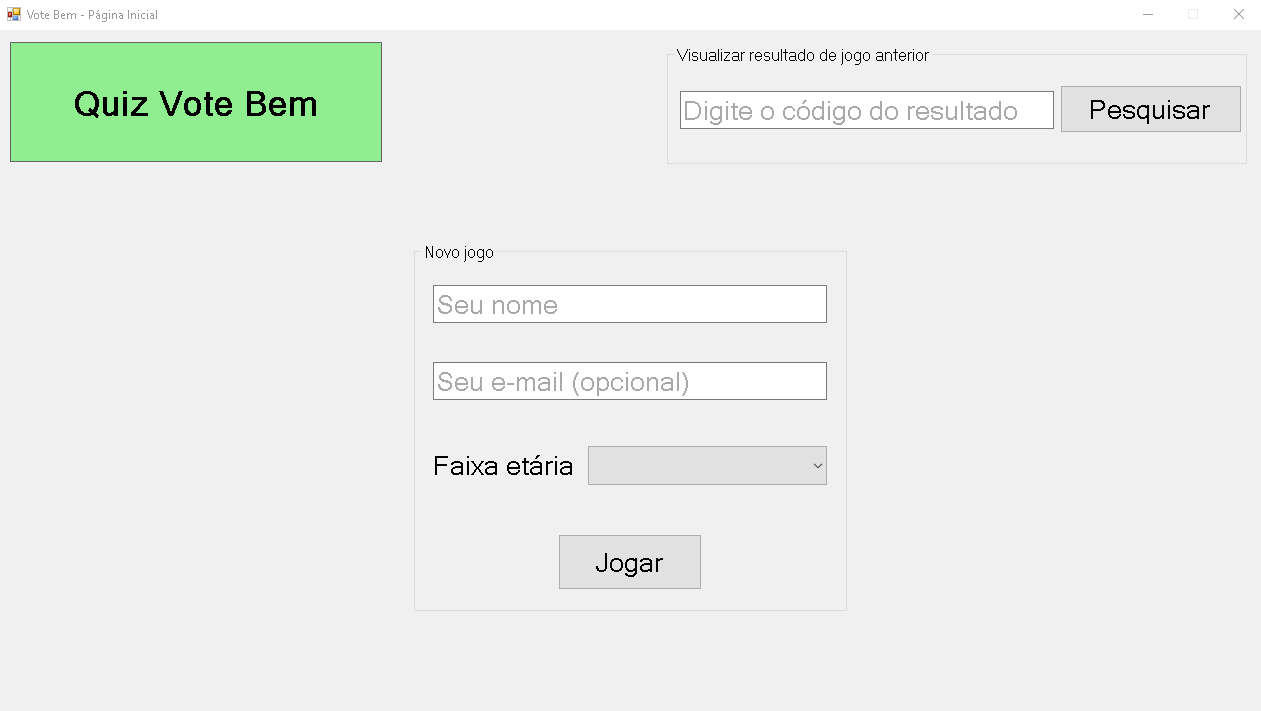 Vote Bem - Página Inicial
Quiz Vote Bem
Visualizar resultado de jogo anterior
Digite o código do resultado
Pesquisar
Novo jogo
Seu nome
Seu e-mail (opcional)
Faixa etária
Jogar